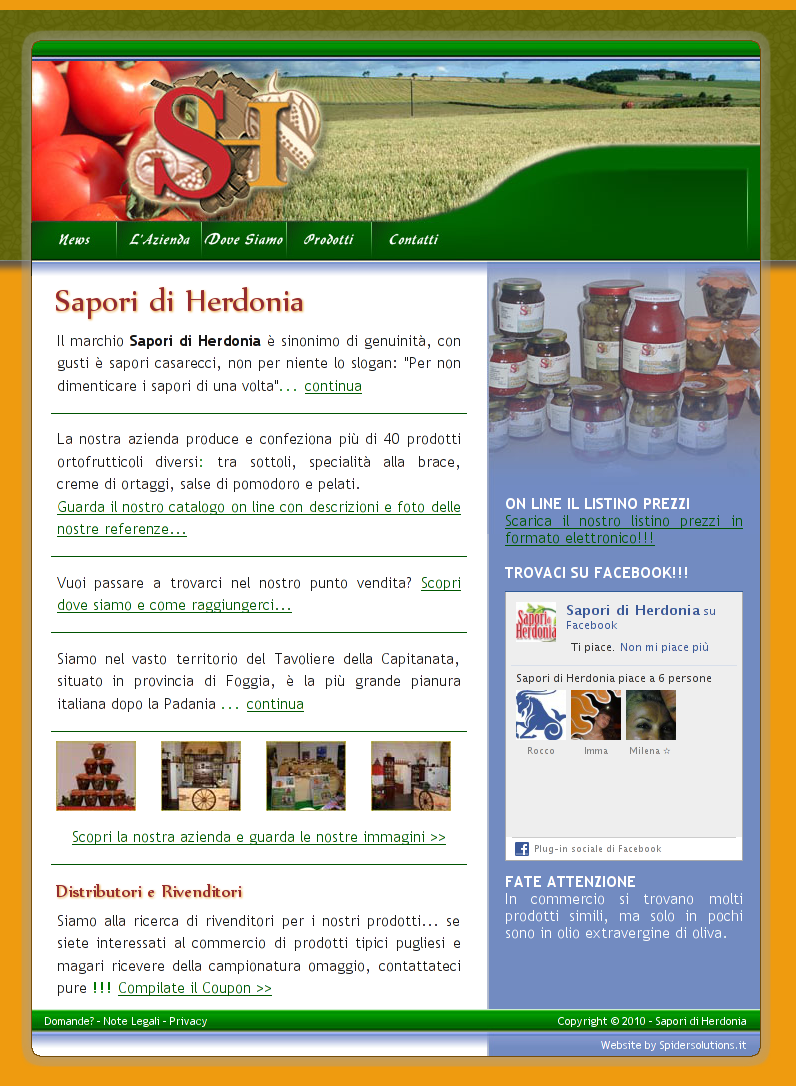 SH
News
L'Azienda
Dove Siamo
Prodotti
Contatti
Sapori di Herdonia
Il marchio Sapori di Herdonia è sinonimo di genuinità, con
gusti è sapori casarecci, non per niente lo slogan: "Per non
dimenticare i sapori di una volta"... continua
La nostra azienda produce e confeziona più di 40 prodotti
ortofrutticoli diversi: tra sottoli, specialità alla brace,
creme di ortaggi, salse di pomodoro e pelati.
Guarda il nostro catalogo on line con descrizioni e foto delle
nostre referenze...
Vuoi passare a trovarci nel nostro punto vendita? Scopri
dove siamo e come raggiungerci...
Siamo nel vasto territorio del Tavoliere della Capitanata,
situato in provincia di Foggia, è la più grande pianura
italiana dopo la Padania ... continua
Scopri la nostra azienda e guarda le nostre immagini >>
Distributori e Rivenditori
Siamo alla ricerca di rivenditori per i nostri prodotti... se
siete interessati al commercio di prodotti tipici pugliesi e
magari ricevere della campionatura omaggio, contattateci
pure !!! Compilate il Coupon >>
ON LINE IL LISTINO PREZZI
Scarica il nostro listino prezzi in
formato elettronico!!!
TROVACI SU FACEBOOK!!!
Sapori di Herdonia
Sapori di Herdonia su
Facebook
Ti piace. Non mi piace più
Sapori di Herdonia piace a 6 persone
Rocco
Imma
Milena ☆
Plug-in sociale di Facebook
FATE ATTENZIONE
In commercio si trovano molti
prodotti simili, ma solo in pochi
sono in olio extravergine di oliva.
Domande? - Note Legali - Privacy
Copyright © 2010 - Sapori di Herdonia
Website by Spidersolutions.it